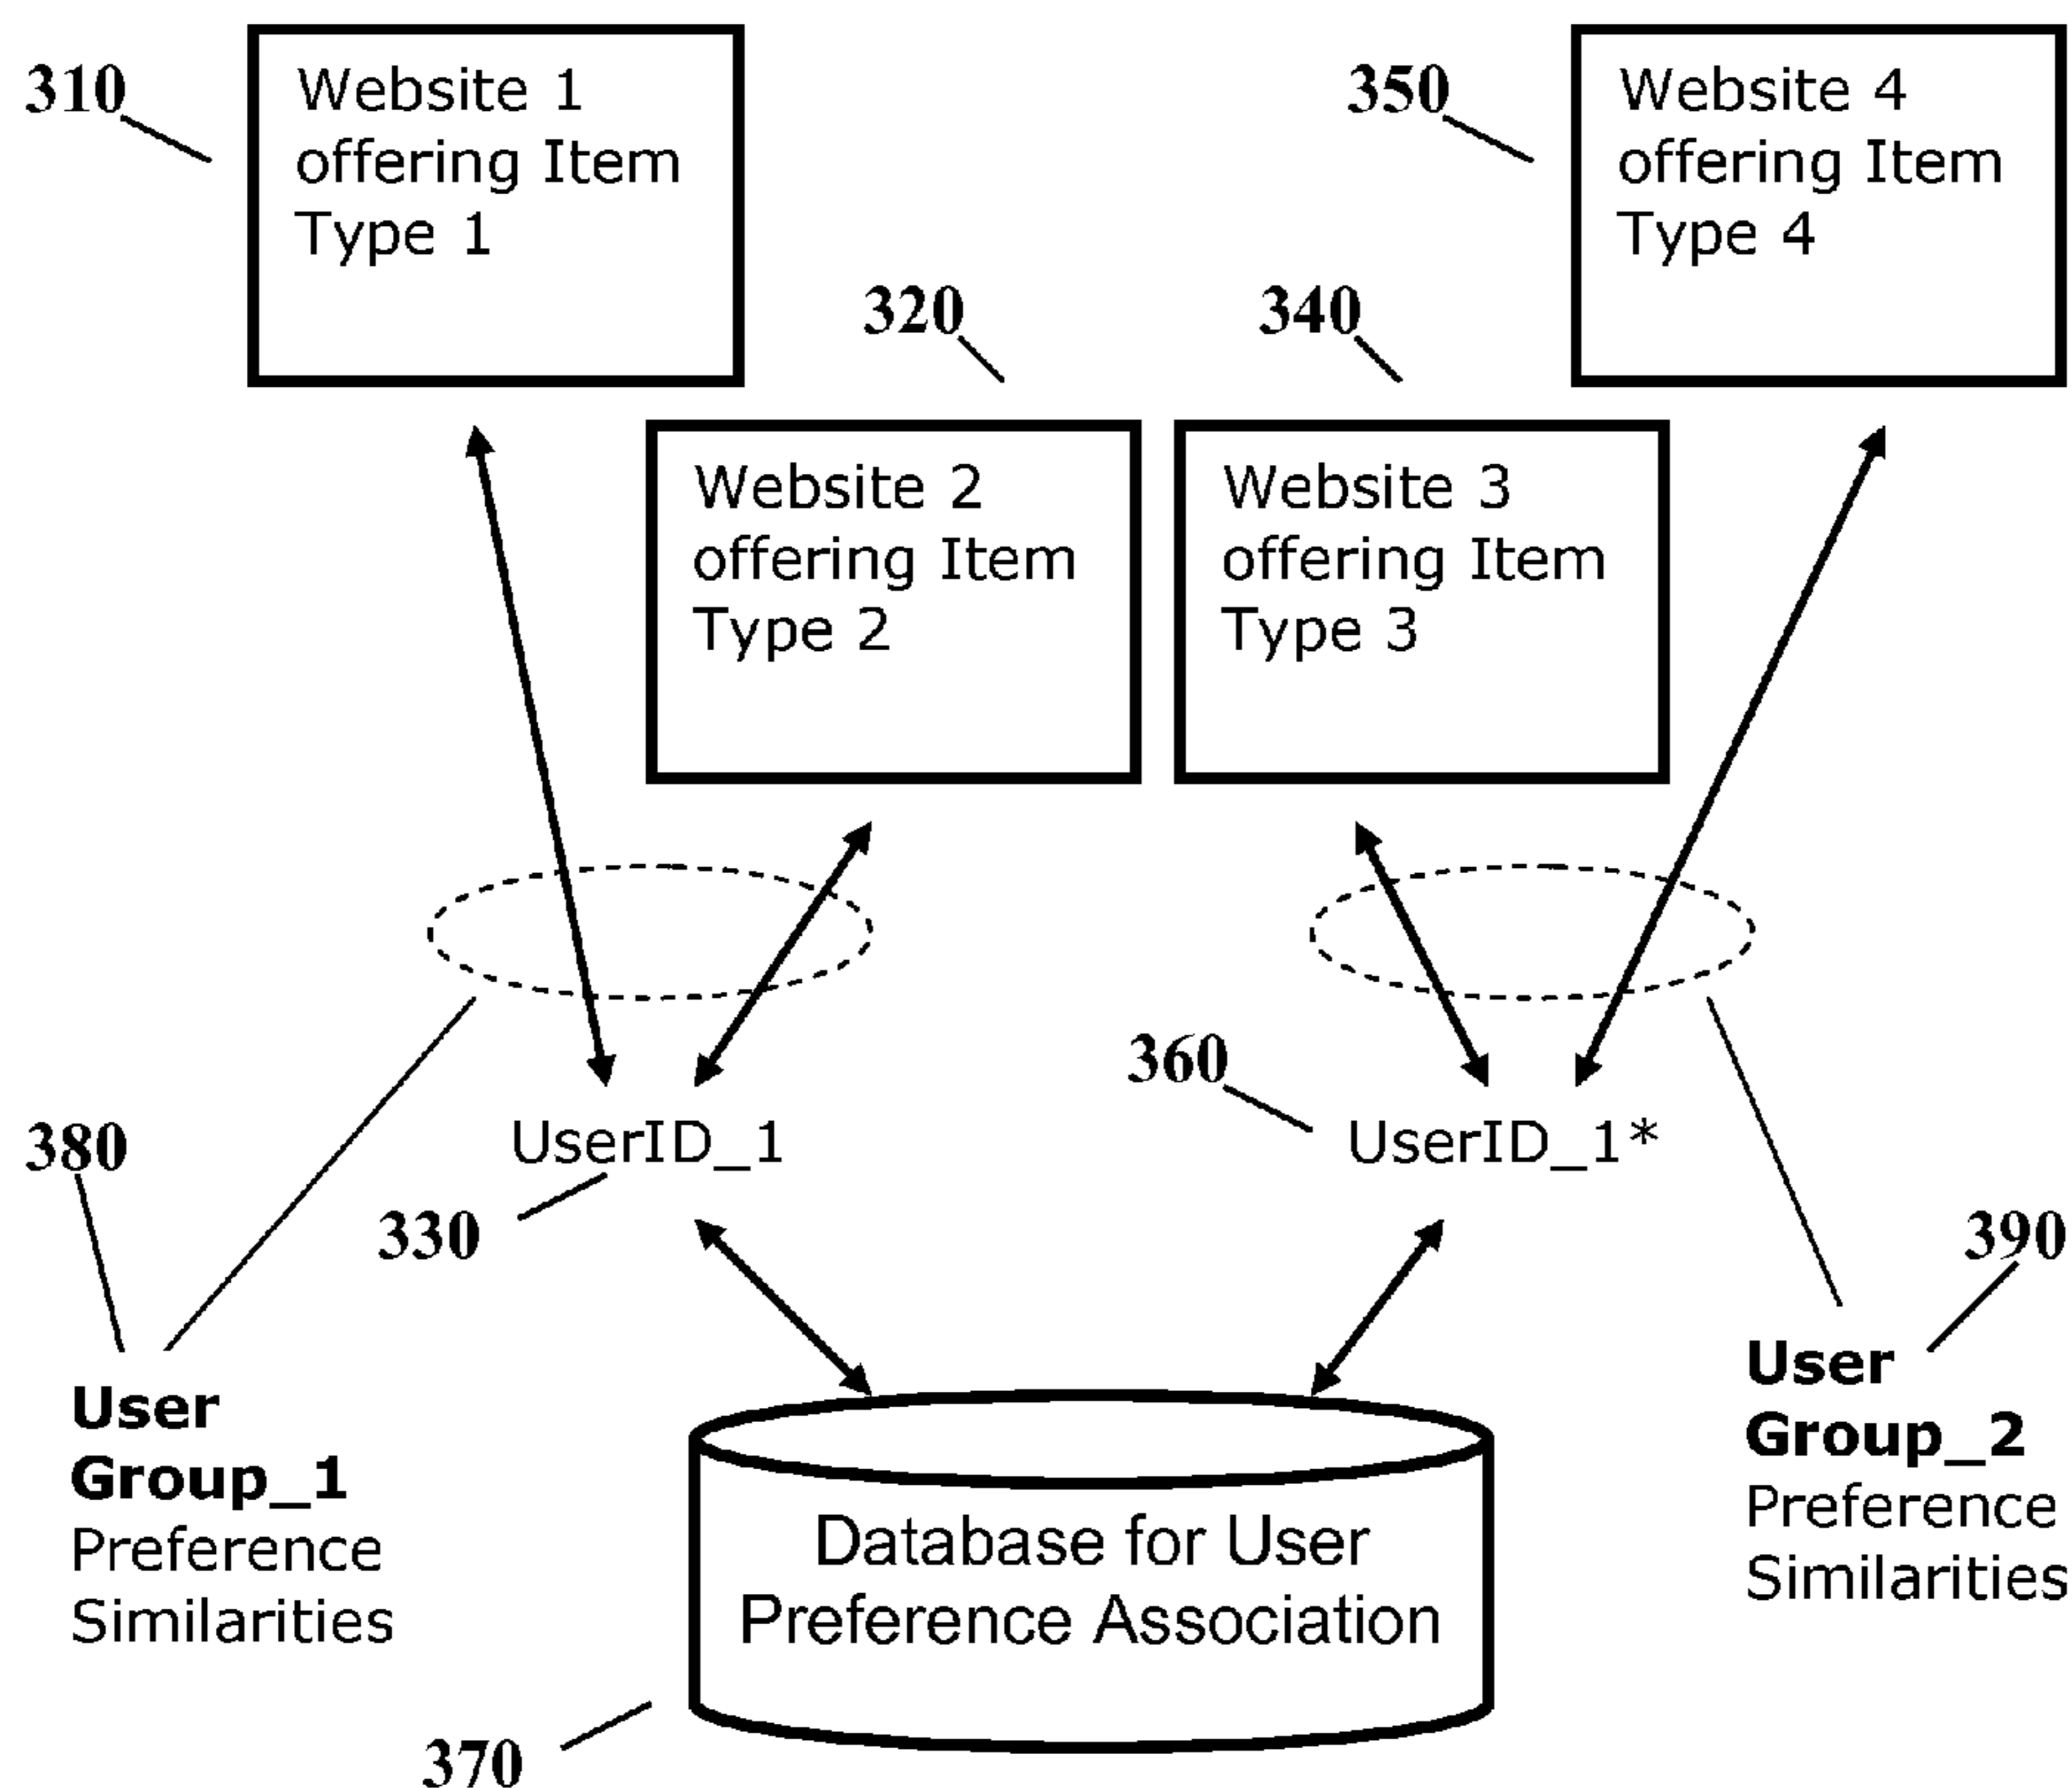 310
Website 1
offering Item
Type 1
350
Website 4
offering Item
Type 4
320
340
Website 2
offering Item
Type 2
Website 3
offering Item
Type 3
360
380
UserID_1
UserID_1*
330
390
User
Group_1
Preference
Similarities
User
Group_2
Preference
Similarities
Database for User
Preference Association
370